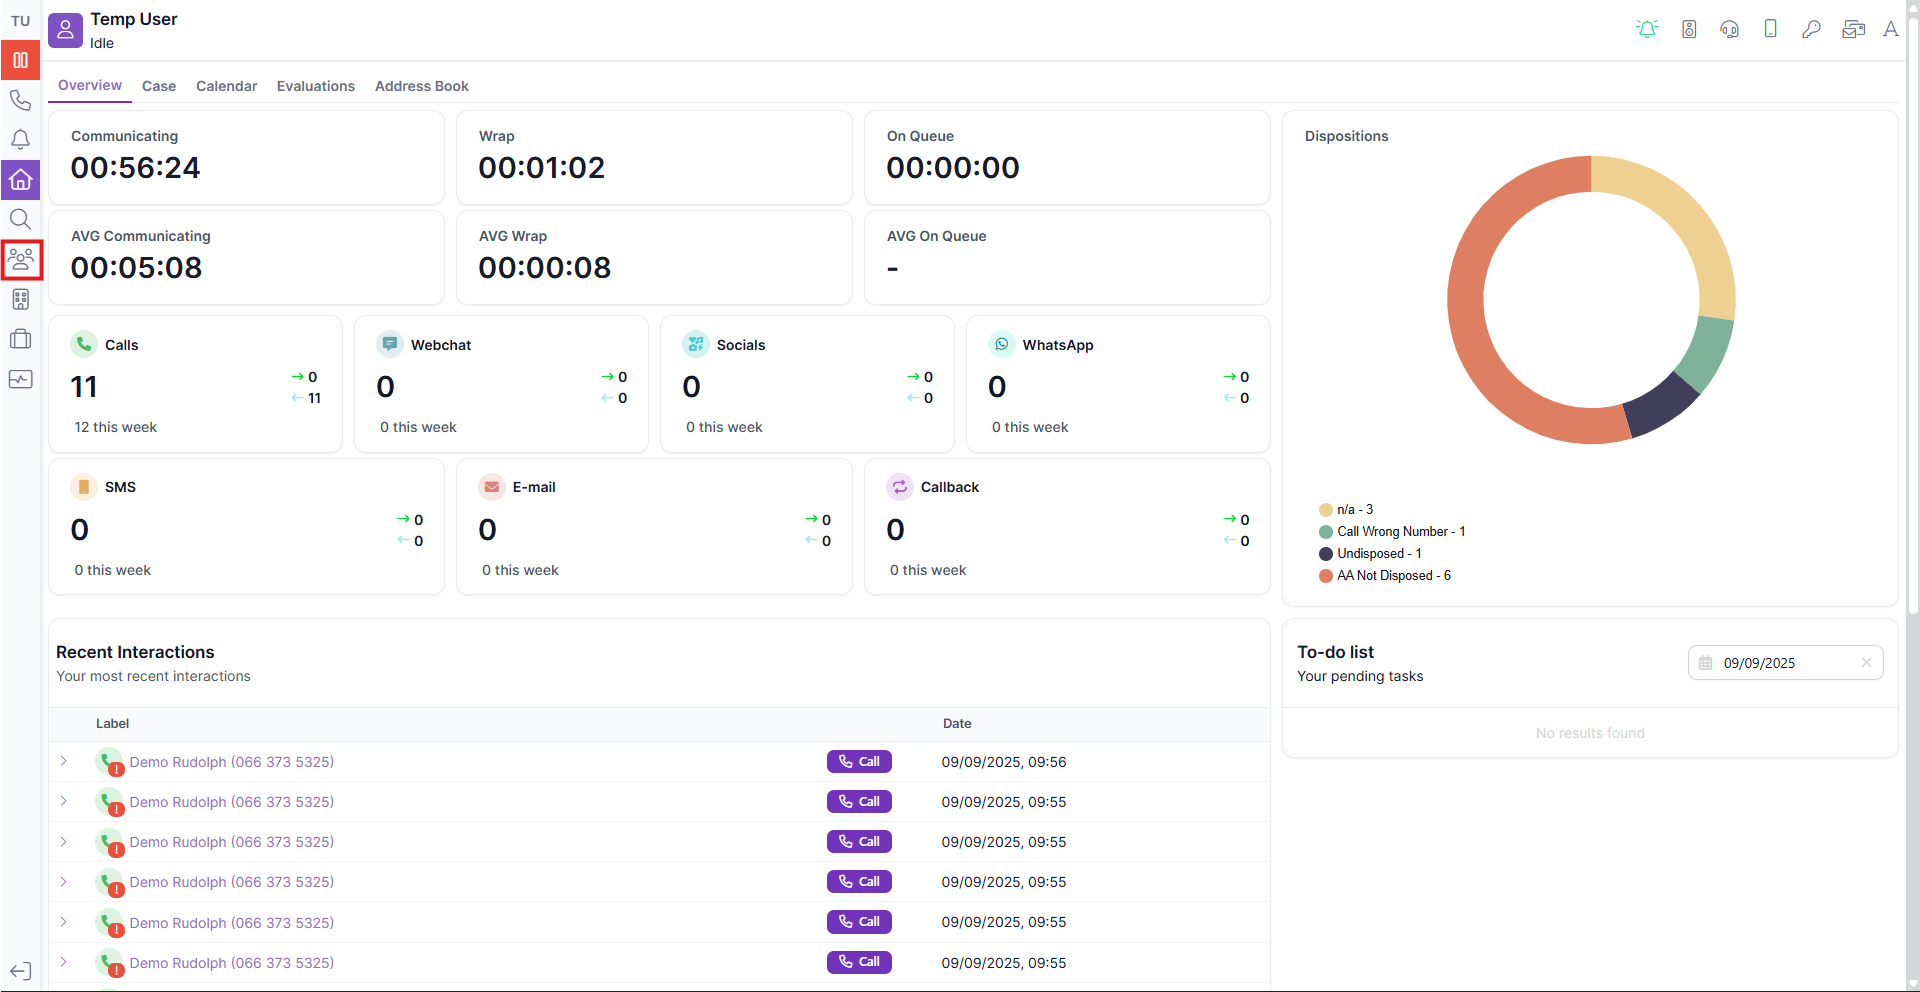 TU
Temp User
Idle
Overview
Case
Calendar
Evaluations
Address Book
Communicating
00:56:24
Wrap
00:01:02
On Queue
00:00:00
Dispositions
AVG Communicating
00:05:08
AVG Wrap
00:00:08
AVG On Queue
-
Calls
11
→ 0
← 11
12 this week
Webchat
0
→ 0
← 0
0 this week
Socials
0
→ 0
← 0
0 this week
WhatsApp
0
→ 0
← 0
0 this week
SMS
0
→ 0
← 0
0 this week
E-mail
0
→ 0
← 0
0 this week
Callback
0
→ 0
← 0
0 this week
n/a - 3
Call Wrong Number - 1
Undisposed - 1
AA Not Disposed - 6
Recent Interactions
Your most recent interactions
Label Date
Demo Rudolph (066 373 5325) Call 09/09/2025, 09:56
Demo Rudolph (066 373 5325) Call 09/09/2025, 09:55
Demo Rudolph (066 373 5325) Call 09/09/2025, 09:55
Demo Rudolph (066 373 5325) Call 09/09/2025, 09:55
Demo Rudolph (066 373 5325) Call 09/09/2025, 09:55
Demo Rudolph (066 373 5325) Call 09/09/2025, 09:55
To-do list
Your pending tasks
09/09/2025
No results found